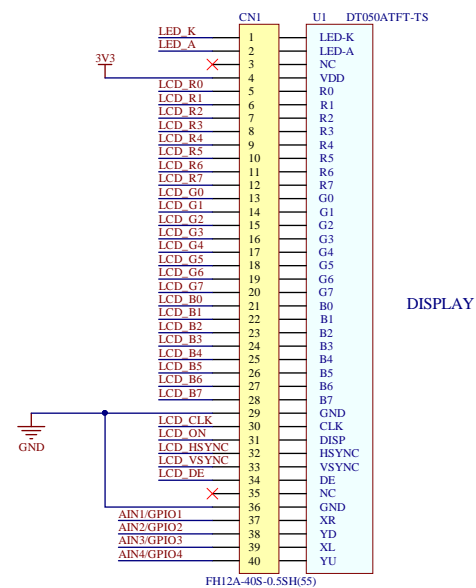 CN1 U1 DT050ATFT-TS
LED_K 1 LED-K
LED_A 2 LED-A
3V3 3 NC
4 VDD
LCD_R0 5 R0
LCD_R1 6 R1
LCD_R2 7 R2
LCD_R3 8 R3
LCD_R4 9 R4
LCD_R5 10 R5
LCD_R6 11 R6
LCD_R7 12 R7
LCD_G0 13 G0
LCD_G1 14 G1
LCD_G2 15 G2
LCD_G3 16 G3
LCD_G4 17 G4
LCD_G5 18 G5
LCD_G6 19 G6
LCD_G7 20 G7
LCD_B0 21 B0 DISPLAY
LCD_B1 22 B1
LCD_B2 23 B2
LCD_B3 24 B3
LCD_B4 25 B4
LCD_B5 26 B5
LCD_B6 27 B6
LCD_B7 28 B7
29 GND
LCD_CLK 30 CLK
LCD_ON 31 DISP
GND LCD_HSYNC 32 HSYNC
LCD_VSYNC 33 VSYNC
LCD_DE 34 DE
35 NC
36 GND
AIN1/GPIO1 37 XR
AIN2/GPIO2 38 YD
AIN3/GPIO3 39 XL
AIN4/GPIO4 40 YU
FH12A-40S-0.5SH(55)